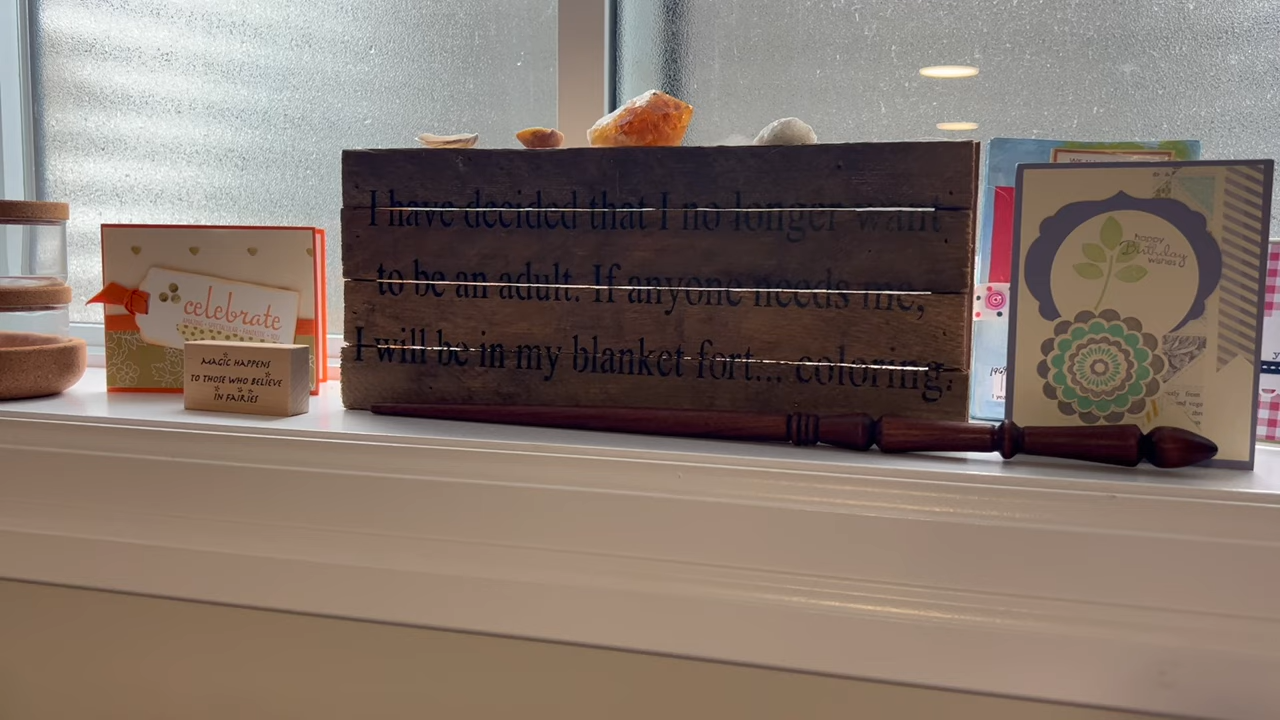 I have decided that I no longer want
to be an adult. If anyone needs me,
I will be in my blanket fort... coloring.
celebrate
MAGIC HAPPENS
TO THOSE WHO BELIEVE
IN FAIRIES
happy
Birthday
wishes